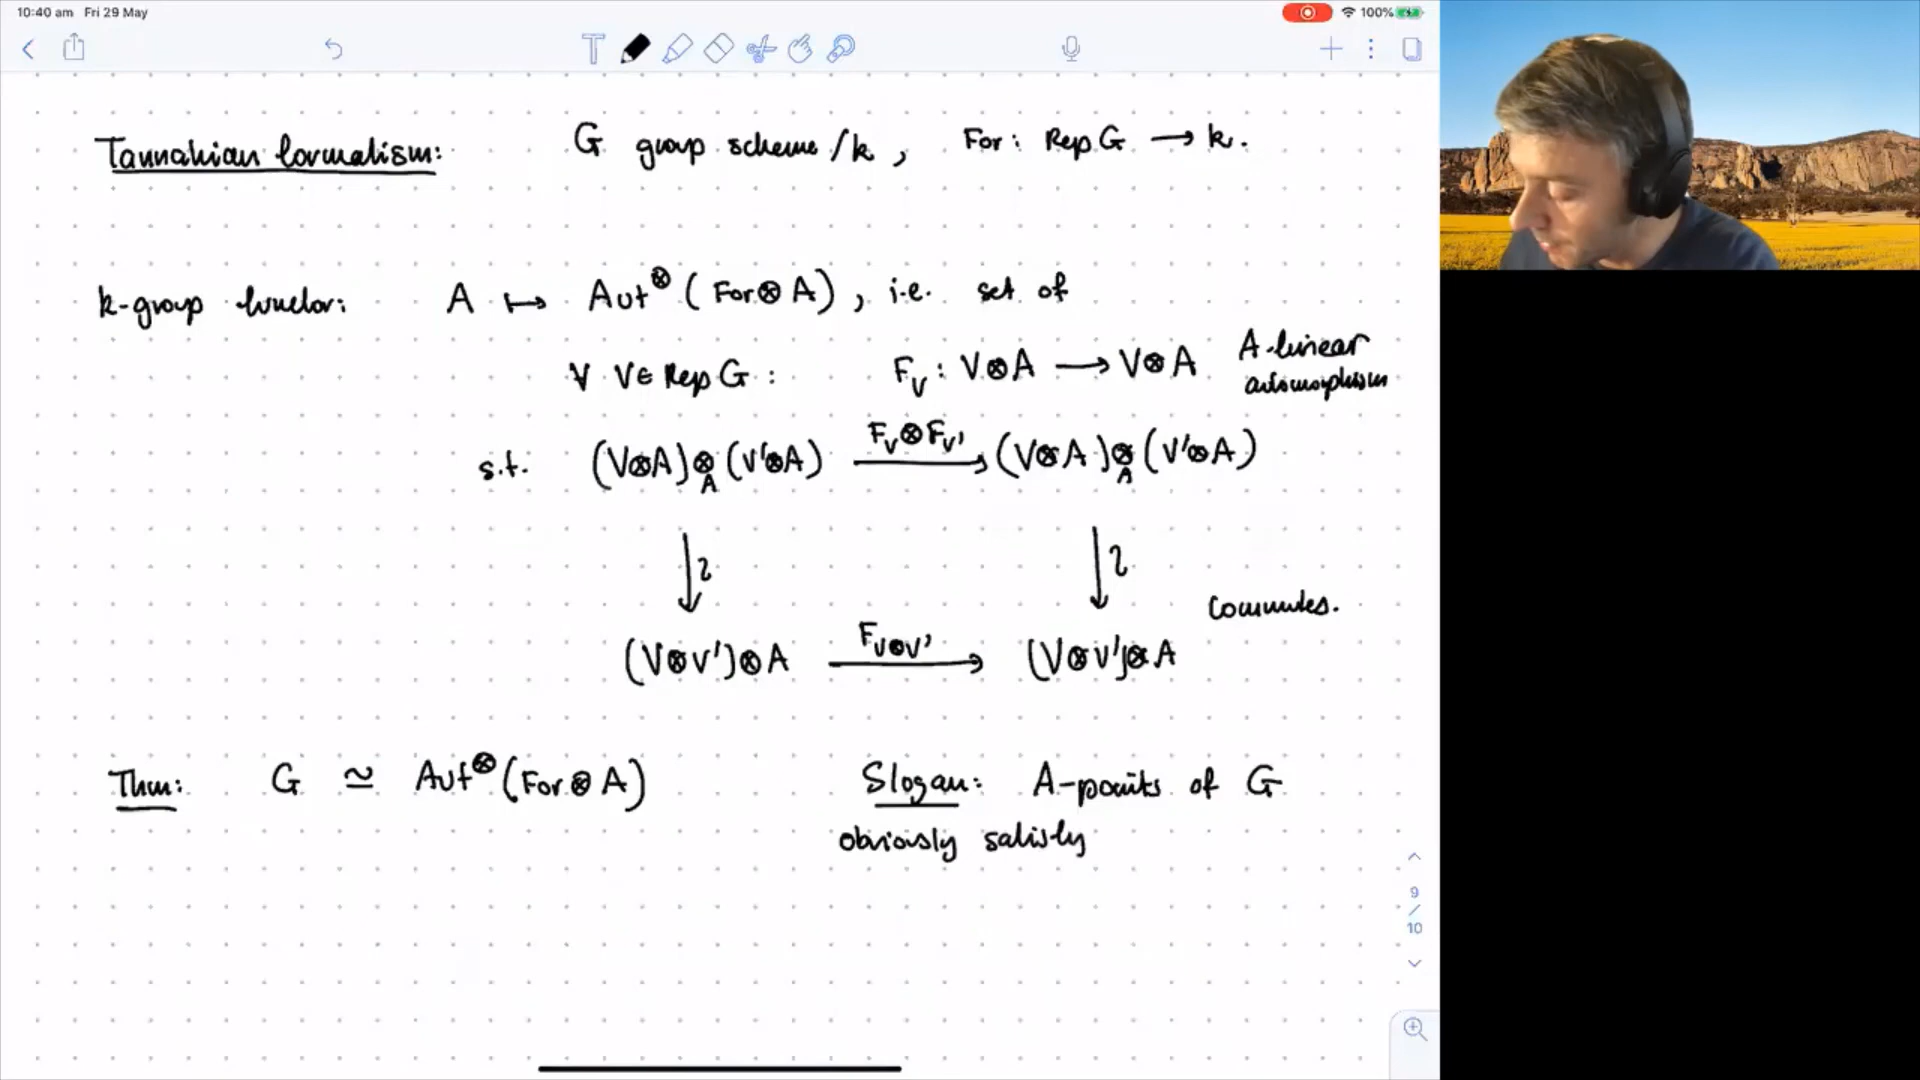 10:40 am Fri 29 May
100%
Tannakian formalism: G group scheme /k, For: Rep G → k.
k-group functor: A ↦ Aut^⊗ (For ⊗ A), i.e. set of
∀ V ∈ Rep G : F_V : V⊗A → V⊗A A-linear
automorphism
s.t. (V⊗A) ⊗_A (V'⊗A) → F_V⊗F_V' (V⊗A) ⊗_A (V'⊗A)
↓≀ ↓≀
commutes.
(V⊗V')⊗A → F_V⊗V' (V⊗V')⊗A
Thm: G ≃ Aut^⊗ (For ⊗ A) Slogan: A-points of G
obviously satisfy
9
/
10